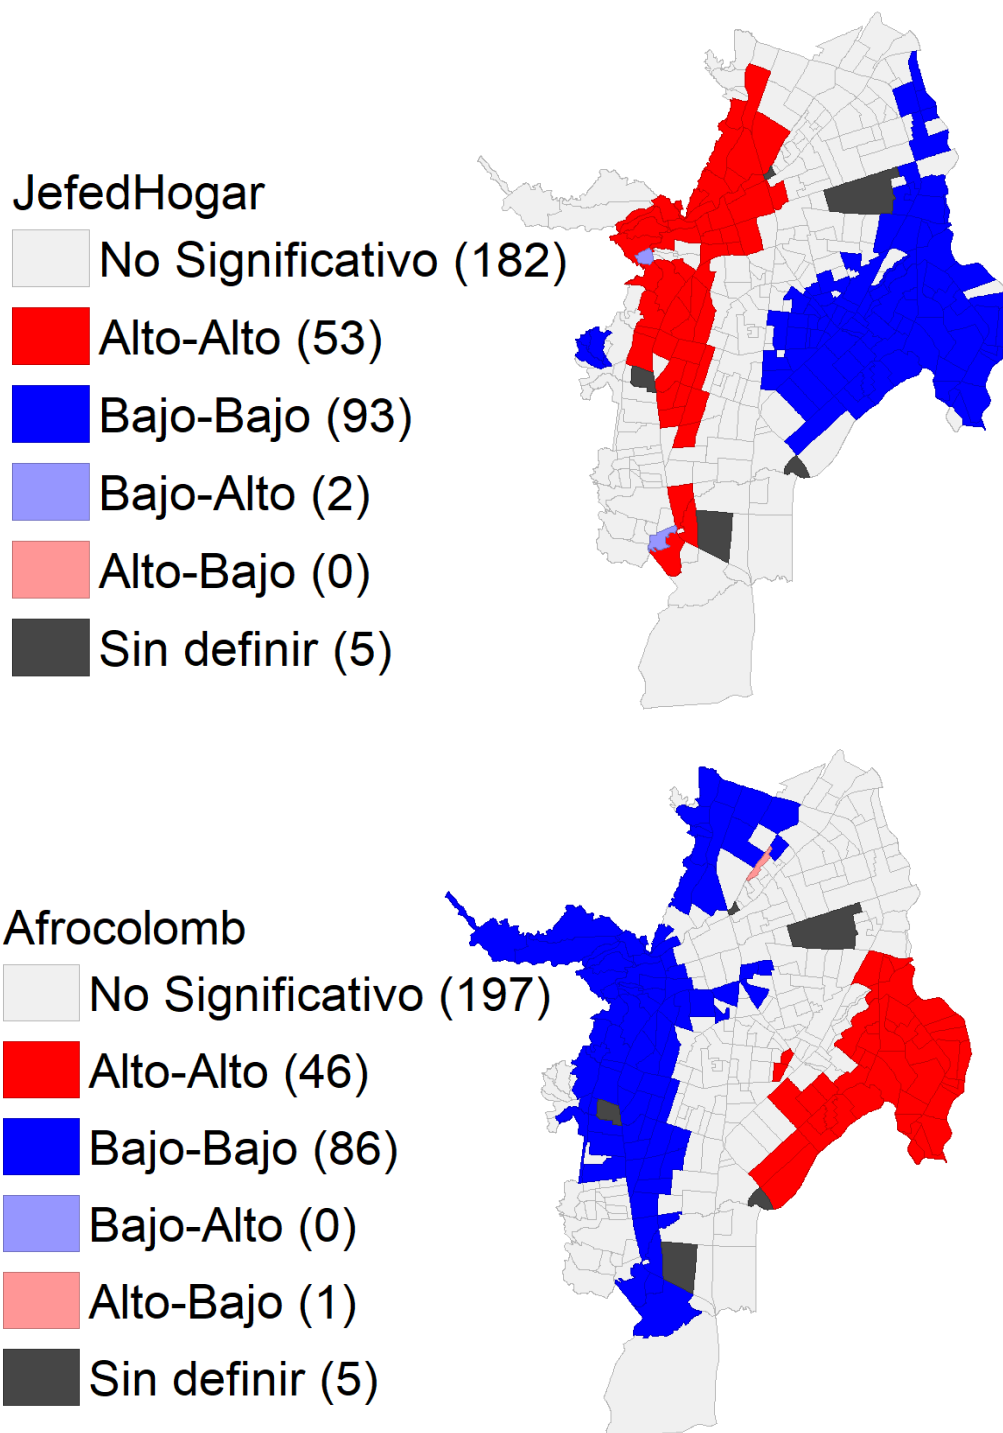 JefedHogar
No Significativo (182)
Alto-Alto (53)
Bajo-Bajo (93)
Bajo-Alto (2)
Alto-Bajo (0)
Sin definir (5)
Afrocolomb
No Significativo (197)
Alto-Alto (46)
Bajo-Bajo (86)
Bajo-Alto (0)
Alto-Bajo (1)
Sin definir (5)